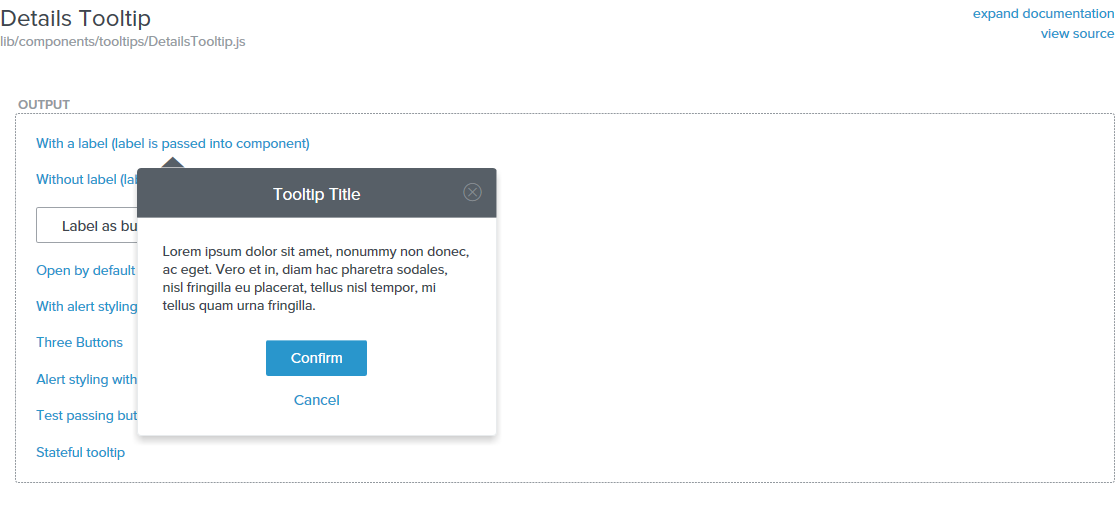 Details Tooltip
expand documentation
lib/components/tooltips/DetailsTooltip.js
view source
OUTPUT
With a label (label is passed into component)
Without label (la
Tooltip Title
Label as bu
Lorem ipsum dolor sit amet, nonummy non donec,
ac eget. Vero et in, diam hac pharetra sodales,
nisl fringilla eu placerat, tellus nisl tempor, mi
tellus quam urna fringilla.
Open by default
With alert styling
Three Buttons
Confirm
Alert styling with
Cancel
Test passing but
Stateful tooltip